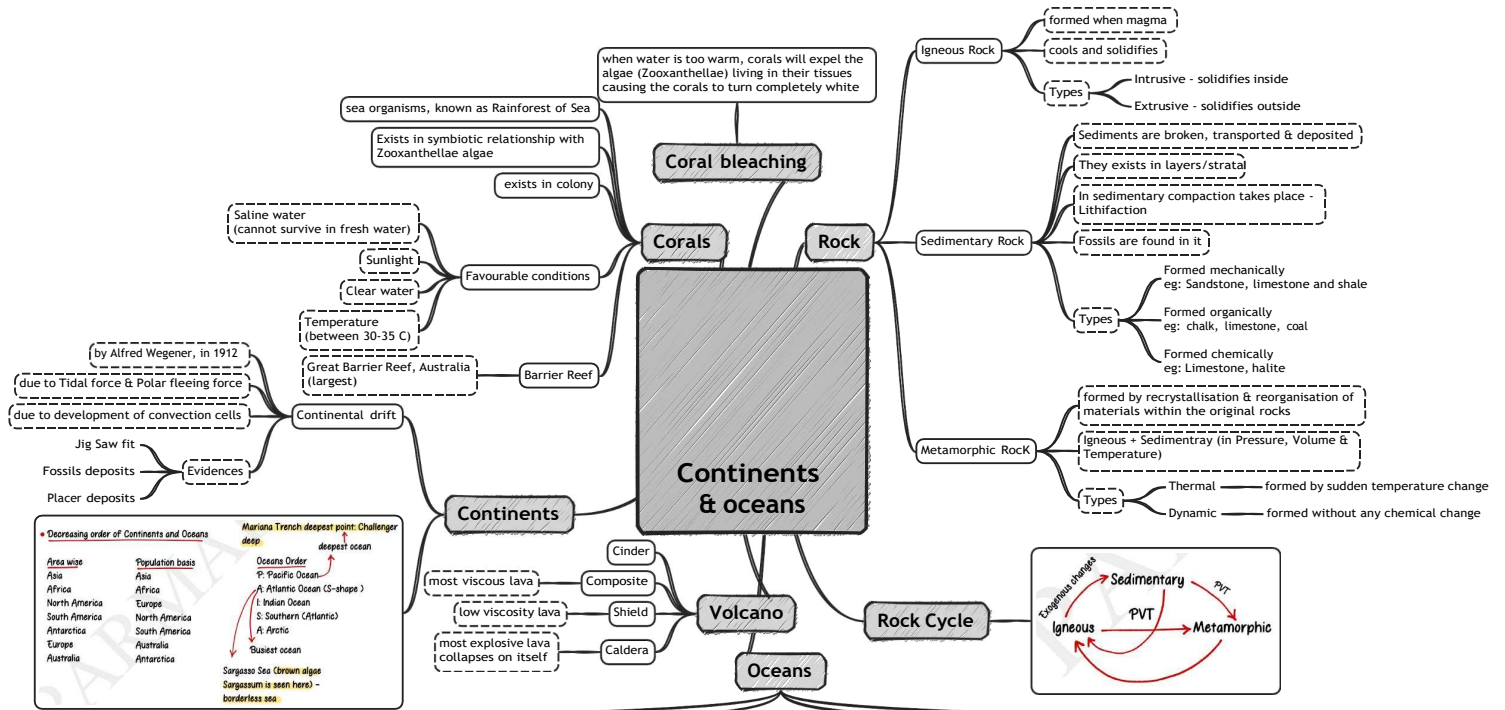 Continents
& oceans
Coral bleaching
when water is too warm, corals will expel the
algae (Zooxanthellae) living in their tissues
causing the corals to turn completely white
Corals
sea organisms, known as Rainforest of Sea
Exists in symbiotic relationship with
Zooxanthellae algae
exists in colony
Favourable conditions
Saline water
(cannot survive in fresh water)
Sunlight
Clear water
Temperature
(between 30-35 C)
Barrier Reef
Great Barrier Reef, Australia
(largest)
Continents
Continental drift
by Alfred Wegener, in 1912
due to Tidal force & Polar fleeing force
due to development of convection cells
Evidences
Jig Saw fit
Fossils deposits
Placer deposits
Decreasing order of Continents and Oceans
Area wise
Asia
Africa
North America
South America
Antarctica
Europe
Australia
Population basis
Asia
Africa
Europe
North America
South America
Australia
Antarctica
Mariana Trench deepest point: Challenger
deep
deepest ocean
Oceans Order
P: Pacific Ocean
A: Atlantic Ocean (S-shape )
I: Indian Ocean
S: Southern (Atlantic)
A: Arctic
Busiest ocean
Sargasso Sea (brown algae
Sargassum is seen here) -
borderless sea
PARMAR
Volcano
Cinder
Composite
most viscous lava
Shield
low viscosity lava
Caldera
most explosive lava
collapses on itself
Oceans
Rock
Igneous Rock
formed when magma
cools and solidifies
Types
Intrusive - solidifies inside
Extrusive - solidifies outside
Sedimentary Rock
Sediments are broken, transported & deposited
They exists in layers/stratal
In sedimentary compaction takes place -
Lithifaction
Fossils are found in it
Types
Formed mechanically
eg: Sandstone, limestone and shale
Formed organically
eg: chalk, limestone, coal
Formed chemically
eg: Limestone, halite
Metamorphic RocK
formed by recrystallisation & reorganisation of
materials within the original rocks
Igneous + Sedimentray (in Pressure, Volume &
Temperature)
Types
Thermal
formed by sudden temperature change
Dynamic
formed without any chemical change
Rock Cycle
Exogenous changes
Sedimentary
PVT
PVT
Igneous
Metamorphic